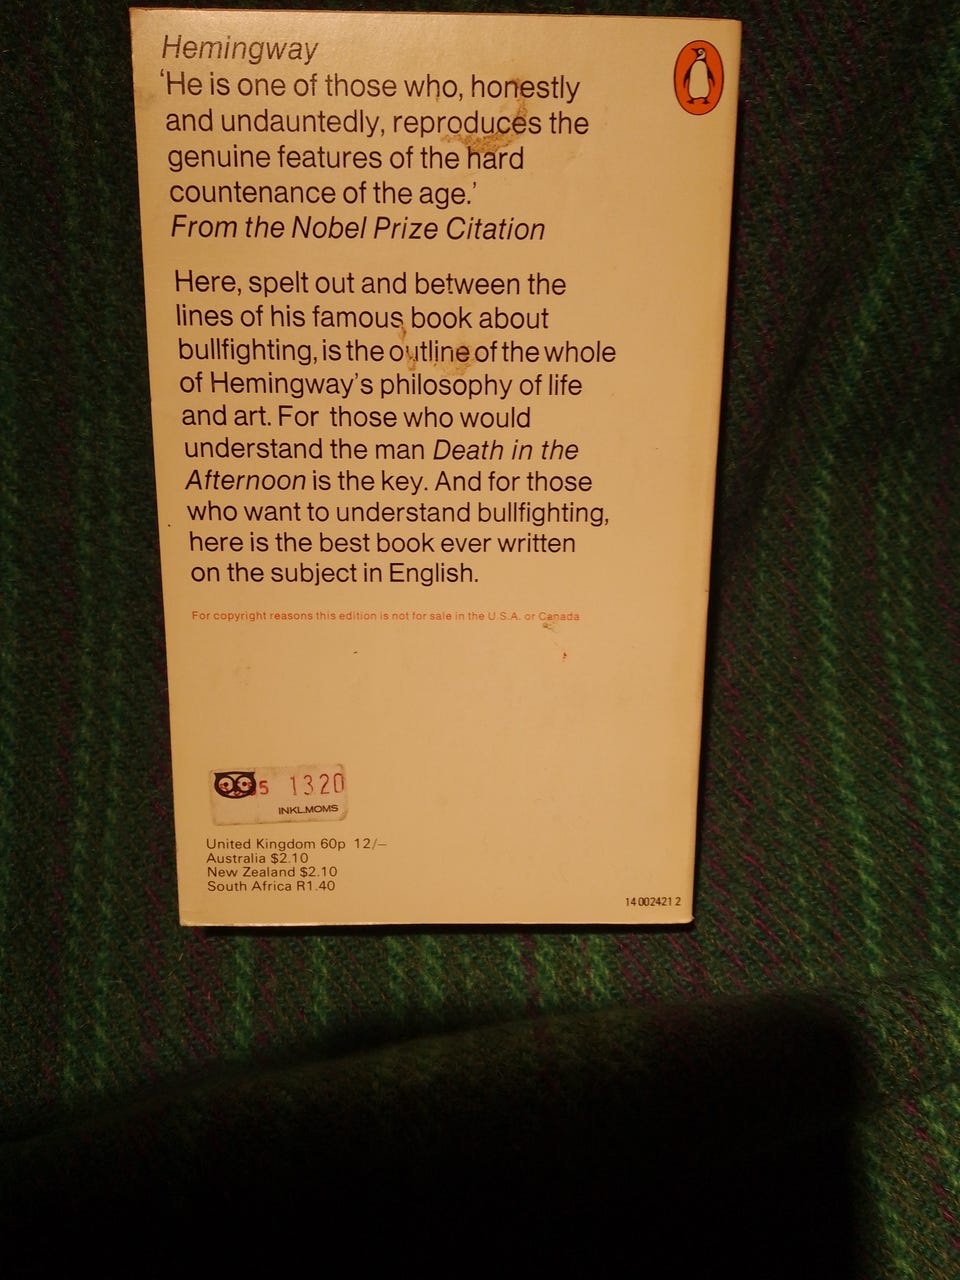 Hemingway
‘He is one of those who, honestly
and undauntedly, reproduces the
genuine features of the hard
countenance of the age.’
From the Nobel Prize Citation
Here, spelt out and between the
lines of his famous book about
bullfighting, is the outline of the whole
of Hemingway's philosophy of life
and art. For those who would
understand the man Death in the
Afternoon is the key. And for those
who want to understand bullfighting,
here is the best book ever written
on the subject in English.
For copyright reasons this edition is not for sale in the U.S.A. or Canada
1320
INKL.MOMS
United Kingdom 60p 12/–
Australia $2.10
New Zealand $2.10
South Africa R1.40
14 002421 2